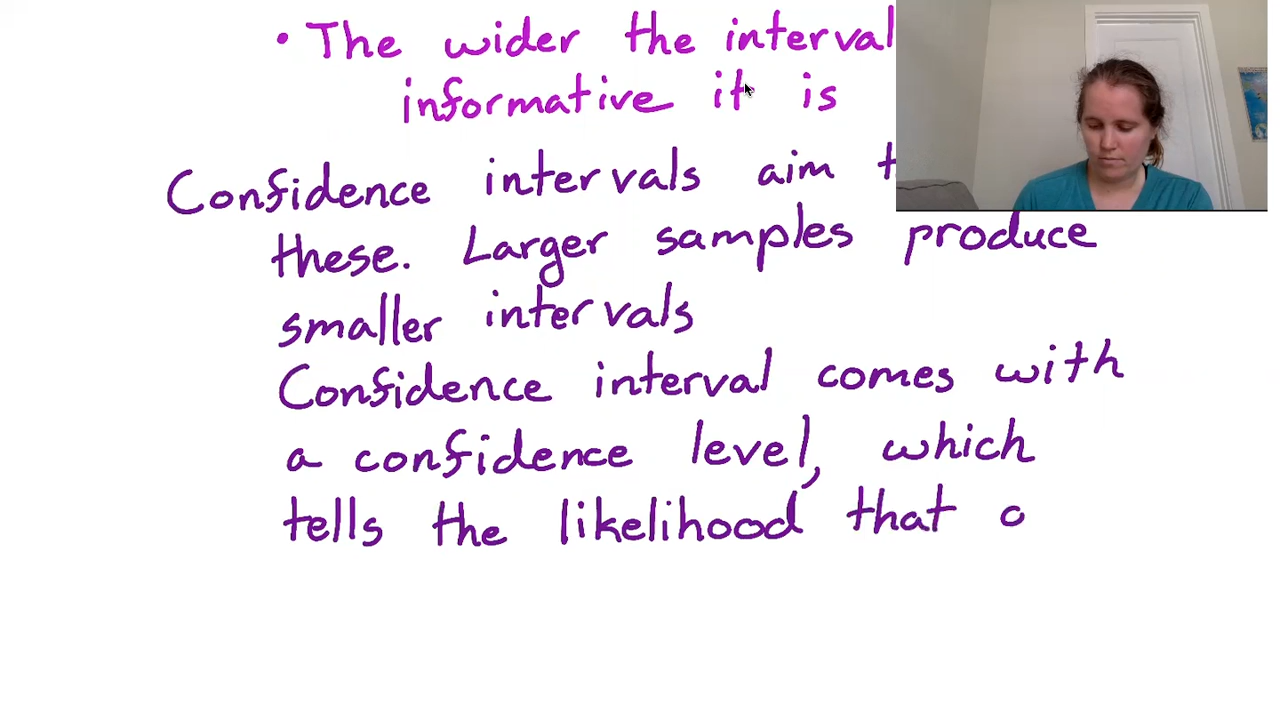 • The wider the interval
informative it is
Confidence intervals aim
these. Larger samples produce
smaller intervals
Confidence interval comes with
a confidence level, which
tells the likelihood that